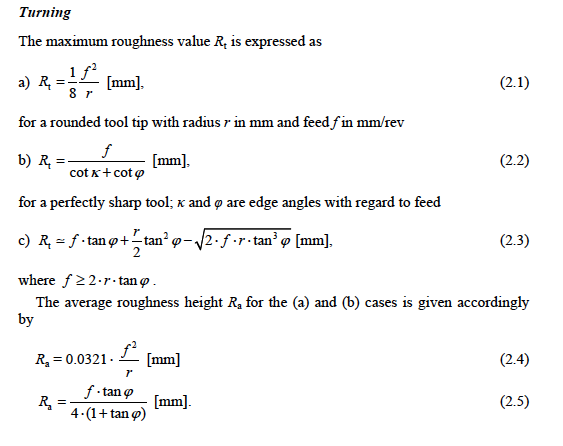 Turning
The maximum roughness value Rₜ is expressed as
a) Rₜ = 1/8 f²/r [mm], (2.1)
for a rounded tool tip with radius r in mm and feed f in mm/rev
b) Rₜ = f/(cot κ + cot φ) [mm], (2.2)
for a perfectly sharp tool; κ and φ are edge angles with regard to feed
c) Rₜ ≃ f · tan φ + r/2 tan² φ − √(2 · f · r · tan³ φ) [mm], (2.3)
where f ≥ 2 · r · tan φ .
The average roughness height Rₐ for the (a) and (b) cases is given accordingly
by
Rₐ = 0.0321 · f²/r [mm] (2.4)
Rₐ = f · tan φ/(4 · (1 + tan φ)) [mm]. (2.5)